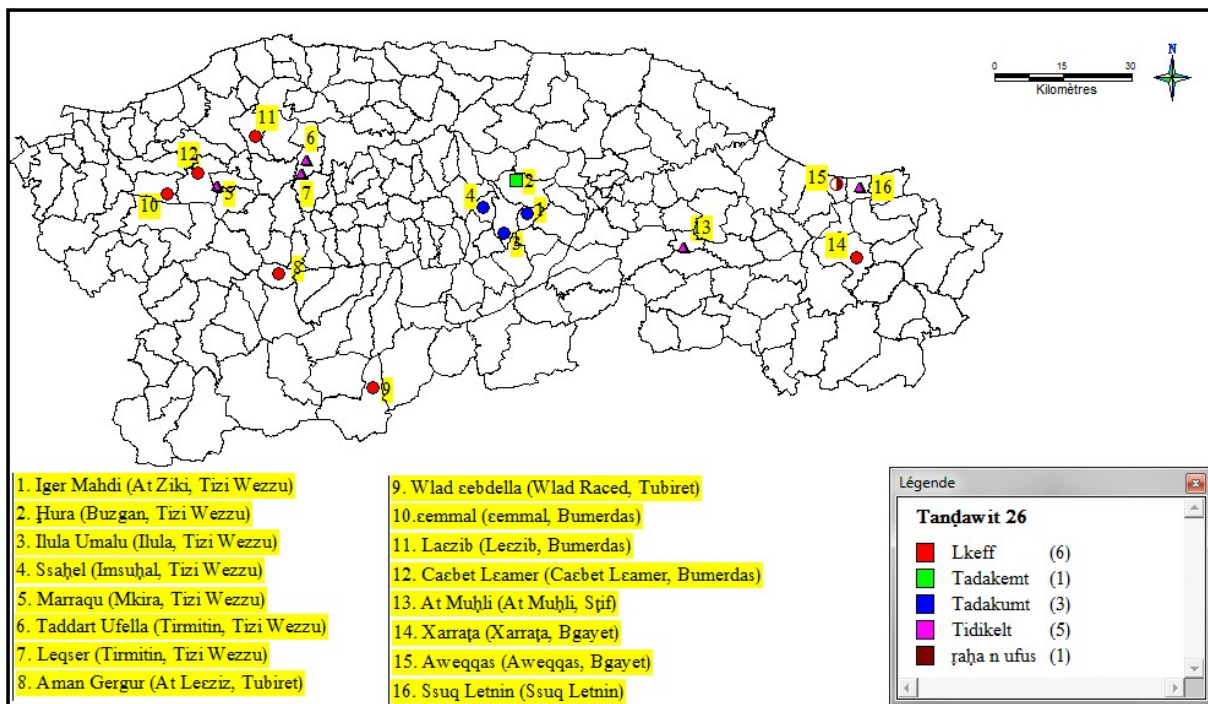 N
0 15 30
Kilomètres
11
6
12
10
5
7
2
4
1
3
15
16
13
14
8
9
1. Iger Mahdi (At Ziki, Tizi Wezzu)
2. Ḥura (Buzgan, Tizi Wezzu)
3. Ilula Umalu (Ilula, Tizi Wezzu)
4. Ssaḥel (Imsuḥal, Tizi Wezzu)
5. Marraqu (Mkira, Tizi Wezzu)
6. Taddart Ufella (Tirmitin, Tizi Wezzu)
7. Leqser (Tirmitin, Tizi Wezzu)
8. Aman Gergur (At Leɛziz, Tubiret)
9. Wlad ɛebdella (Wlad Raced, Tubiret)
10. ɛemmal (ɛemmal, Bumerdas)
11. Laɛzib (Leɛzib, Bumerdas)
12. Caɛbet Lɛamer (Caɛbet Lɛamer, Bumerdas)
13. At Muḥli (At Muḥli, Sṭif)
14. Xarraṭa (Xarraṭa, Bgayet)
15. Aweqqas (Aweqqas, Bgayet)
16. Ssuq Letnin (Ssuq Letnin)
Légende
Tanḍawit 26
Lkeff (6)
Tadakemt (1)
Tadakumt (3)
Tidikelt (5)
ṛaḥa n ufus (1)